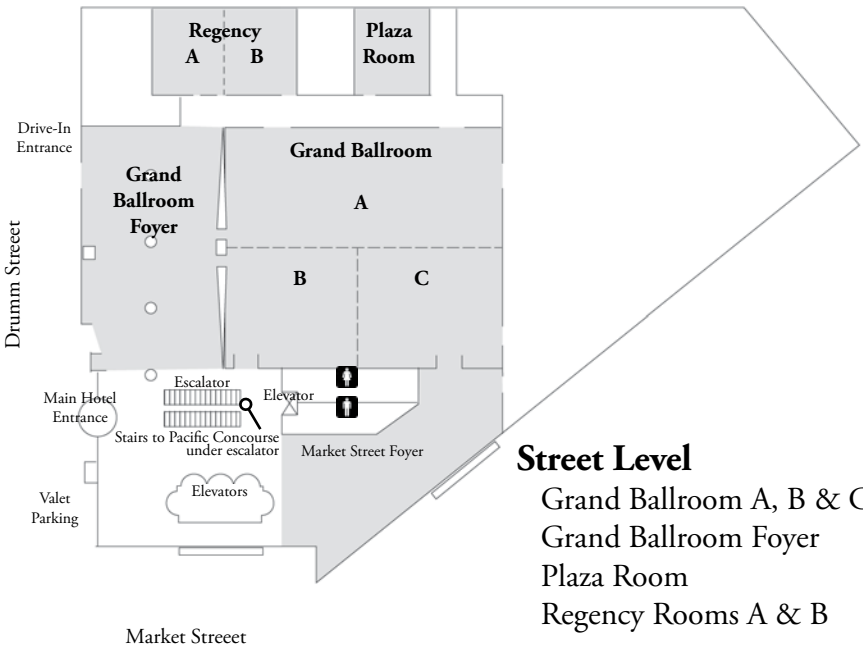 Regency
A B
Plaza
Room
Drive-In
Entrance
Grand Ballroom
A
Grand
Ballroom
Foyer
B C
Drumm Streeet
Escalator
Elevator
Main Hotel
Entrance
Stairs to Pacific Concourse
under escalator
Market Street Foyer
Elevators
Valet
Parking
Market Streeet
Street Level
Grand Ballroom A, B & C
Grand Ballroom Foyer
Plaza Room
Regency Rooms A & B